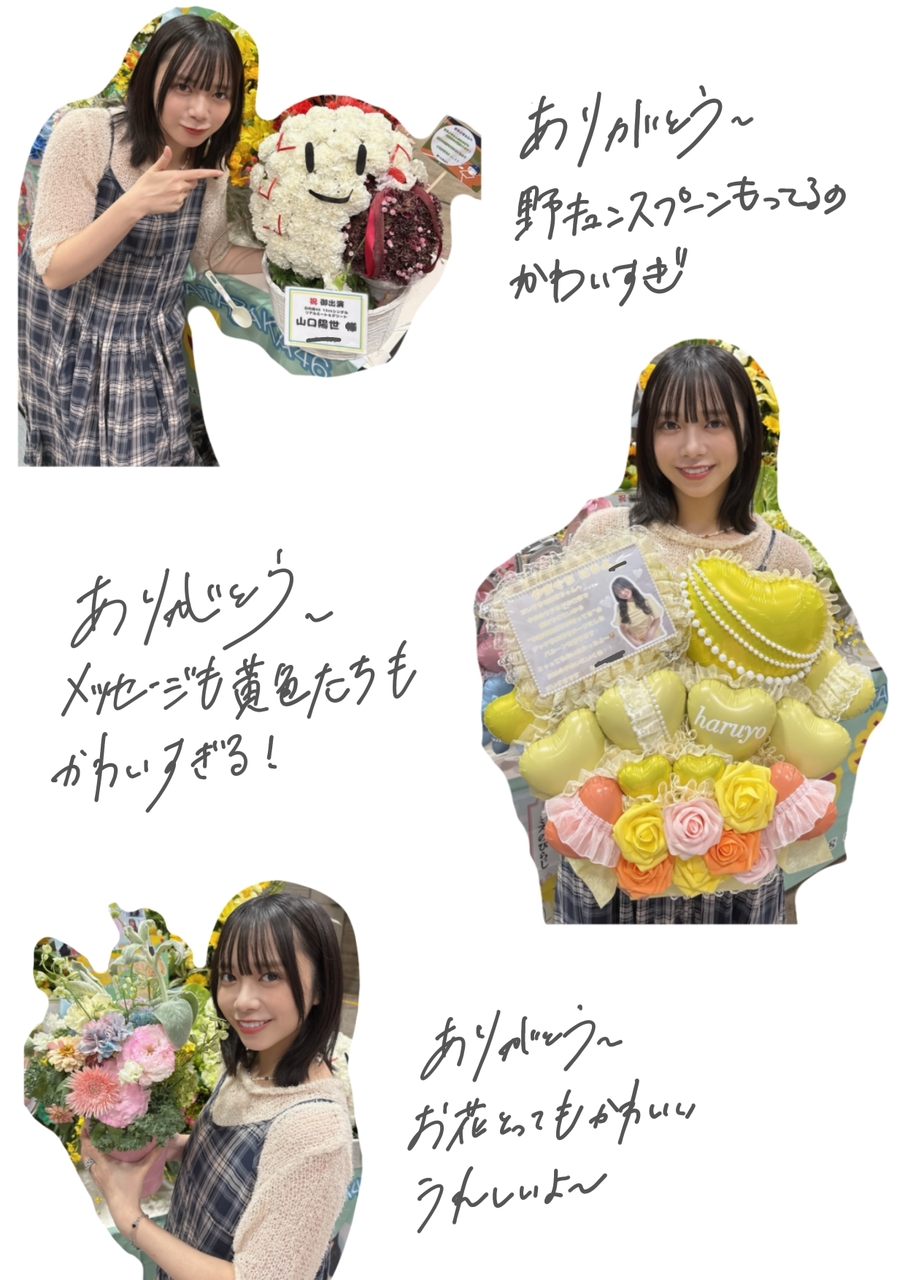 ありがとう〜
野キュンスプーンもってるの
かわいすぎ
祝 御出演
山口陽世 様
ありがとう〜
メッセージも黄色たちも
かわいすぎる!
haruyo
ありがとう〜
お花とってもかわいい
うれしいよ〜